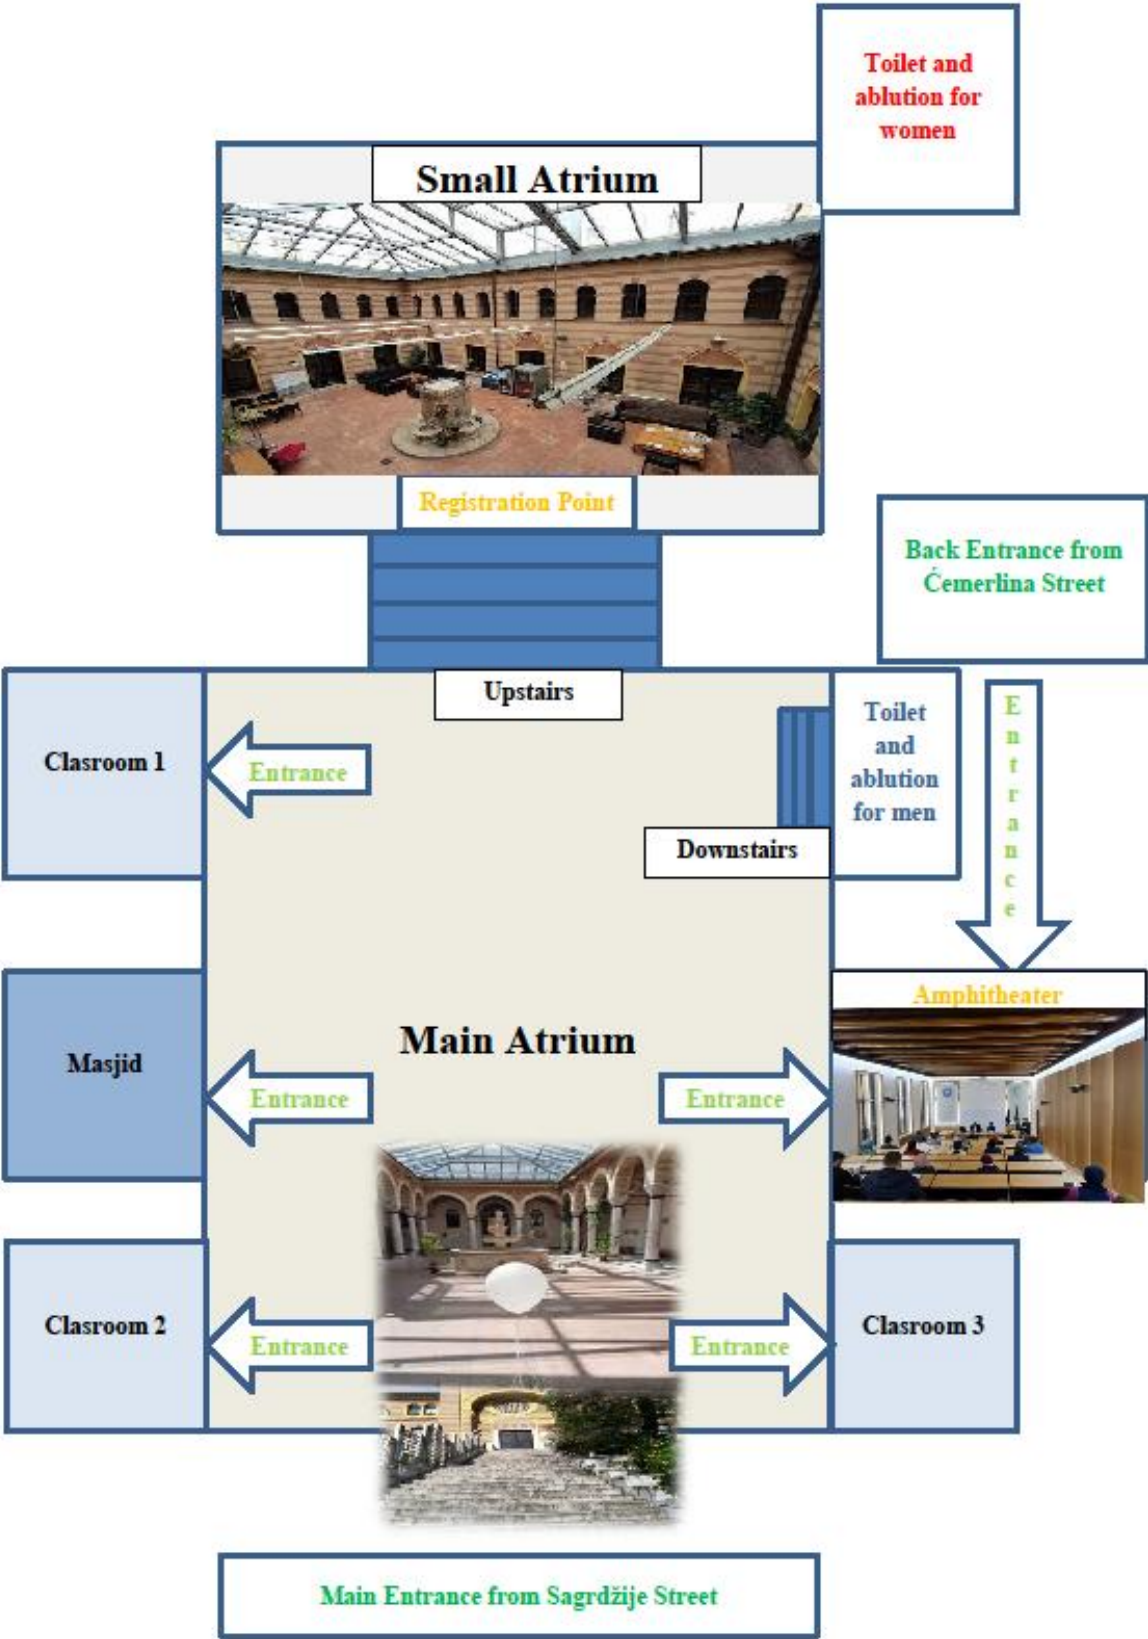 Toilet and
ablution for
women
Small Atrium
Registration Point
Back Entrance from
Ćemerlina Street
Upstairs
Clasroom 1
Entrance
Toilet
and
ablution
for men
Entrance
Downstairs
Amphitheater
Main Atrium
Masjid
Entrance
Entrance
Clasroom 2
Entrance
Entrance
Clasroom 3
Main Entrance from Sagrdžije Street